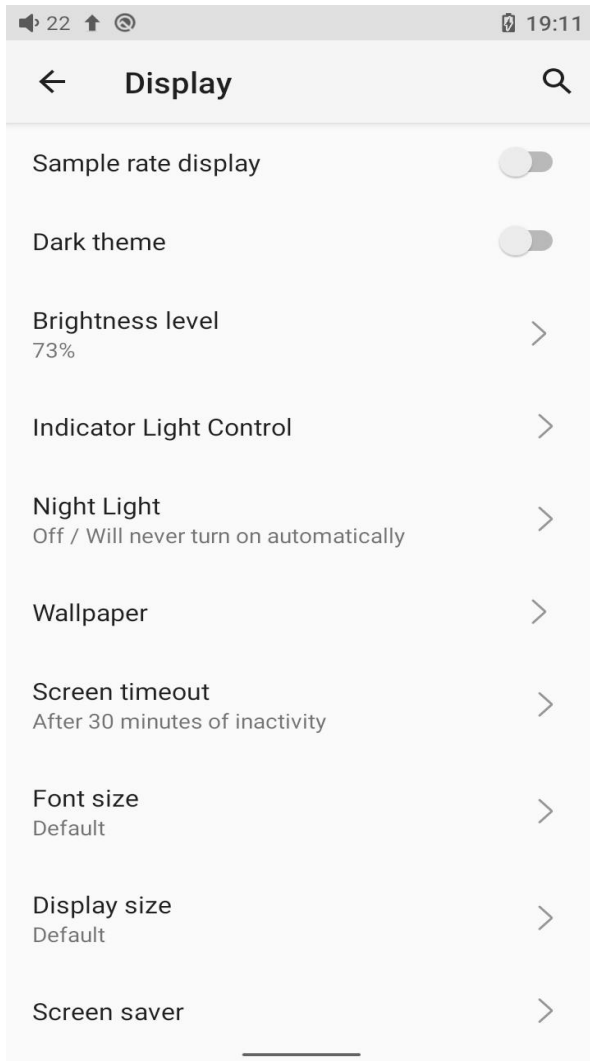 22 19:11
Display
Sample rate display
Dark theme
Brightness level
73%
Indicator Light Control
Night Light
Off / Will never turn on automatically
Wallpaper
Screen timeout
After 30 minutes of inactivity
Font size
Default
Display size
Default
Screen saver